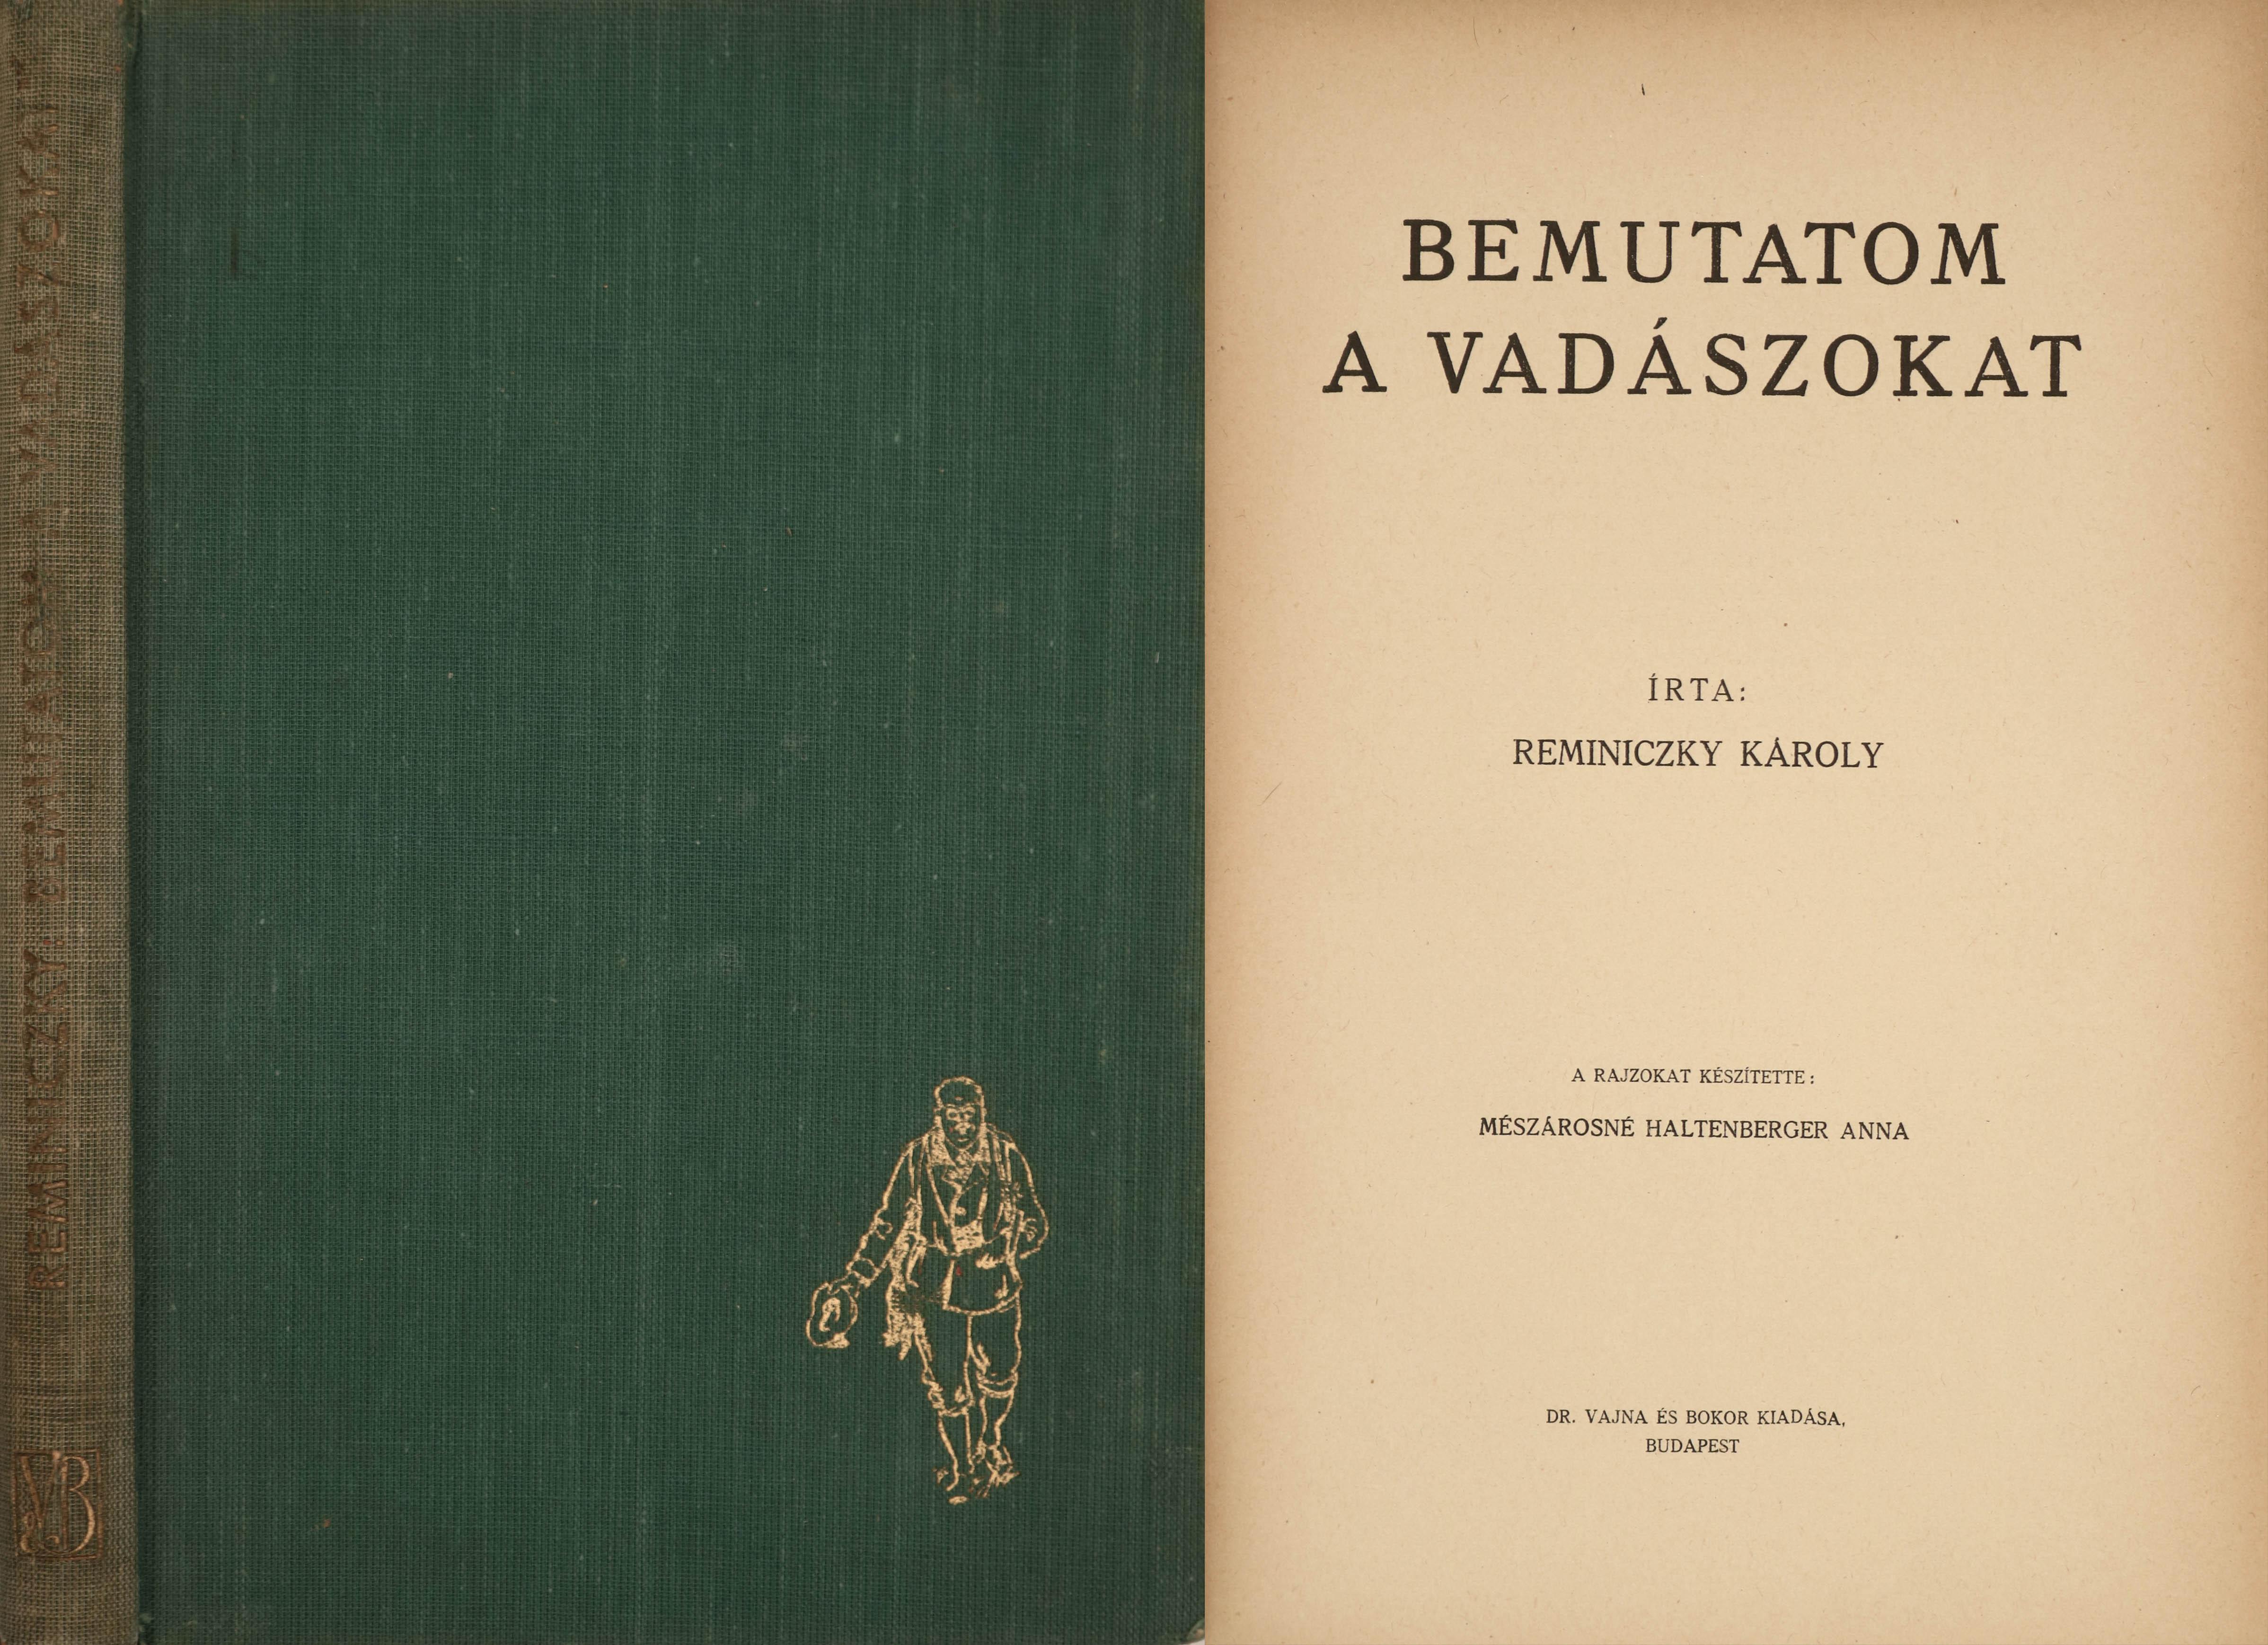 REMINICZKY: BEMUTATOM A VADÁSZOKAT
VB
BEMUTATOM
A VADÁSZOKAT
ÍRTA:
REMINICZKY KÁROLY
A RAJZOKAT KÉSZÍTETTE:
MÉSZÁROSNÉ HALTENBERGER ANNA
DR. VAJNA ÉS BOKOR KIADÁSA,
BUDAPEST